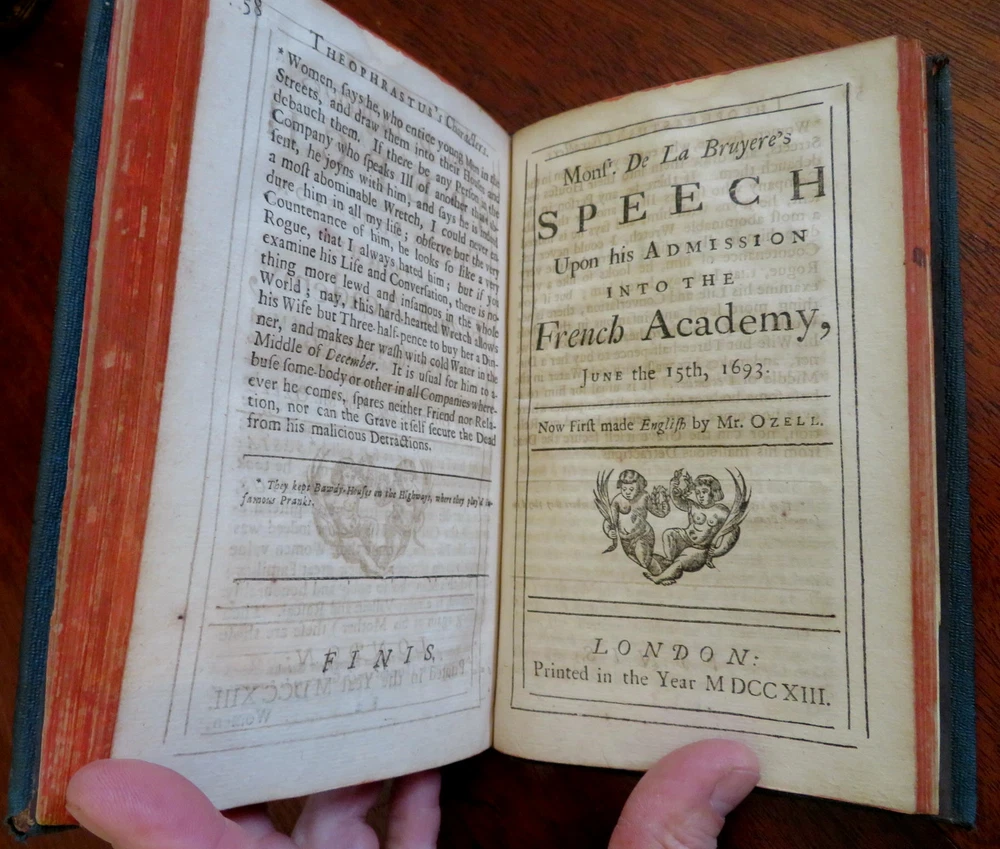 58
THEOPHRASTUS's Characters.
*Women, ſays he, who entice young Men in the
Streets, and draw them into their Houſes and
debauch them. If there be any Perſon in the
Company who ſpeaks Ill of another that's ab-
ſent, he joyns with him, and ſays he is indeed
a moſt abominable Wretch, I could never en-
dure him in all my life; obſerve but the very
Countenance of him, he looks ſo like a very
Rogue, that I always hated him; but if you
examine his Life and Converſation, there is no-
thing more lewd and infamous in the whole
World; nay, this hard-hearted Wretch allows
his Wife but Three-half-pence to buy her a Din-
ner, and makes her waſh with cold Water in the
Middle of December. It is uſual for him to a-
buſe ſome-body or other in all Companies where-
ever he comes, ſpares neither Friend nor Rela-
tion, nor can the Grave itſelf ſecure the Dead
from his malicious Detractions.
* They kept Bawdy-Houſes on the Highways, where they play'd in-
famous Pranks.
FINIS.
Monſr. De La Bruyere's
SPEECH
Upon his ADMISSION
INTO THE
French Academy,
JUNE the 15th, 1693.
Now Firſt made Engliſh by Mr. OZELL.
LONDON:
Printed in the Year MDCCXIII.